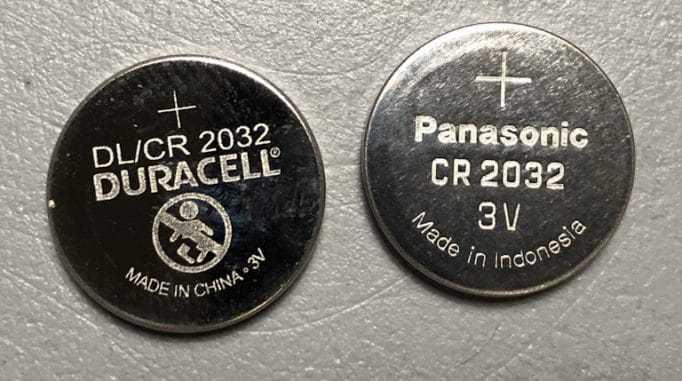 +
DL/CR 2032
DURACELL®
MADE IN CHINA • 3V
+
Panasonic
CR 2032
3V
Made in Indonesia